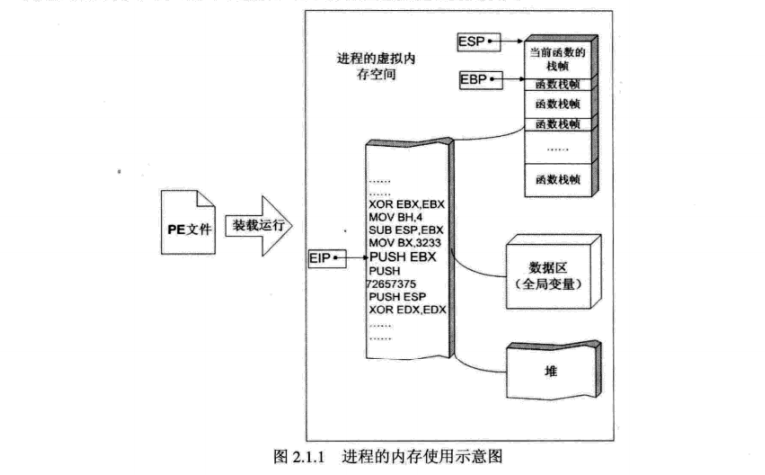 进程的虚拟内
存空间
ESP
当前函数的
栈帧
EBP
函数栈帧
函数栈帧
函数栈帧
……
函数栈帧
PE文件
装载运行
EIP
……
……
XOR EBX,EBX
MOV BH,4
SUB ESP,EBX
MOV BX,3233
PUSH EBX
PUSH
72657375
PUSH ESP
XOR EDX,EDX
……
……
数据区
（全局变量）
堆
图 2.1.1 进程的内存使用示意图